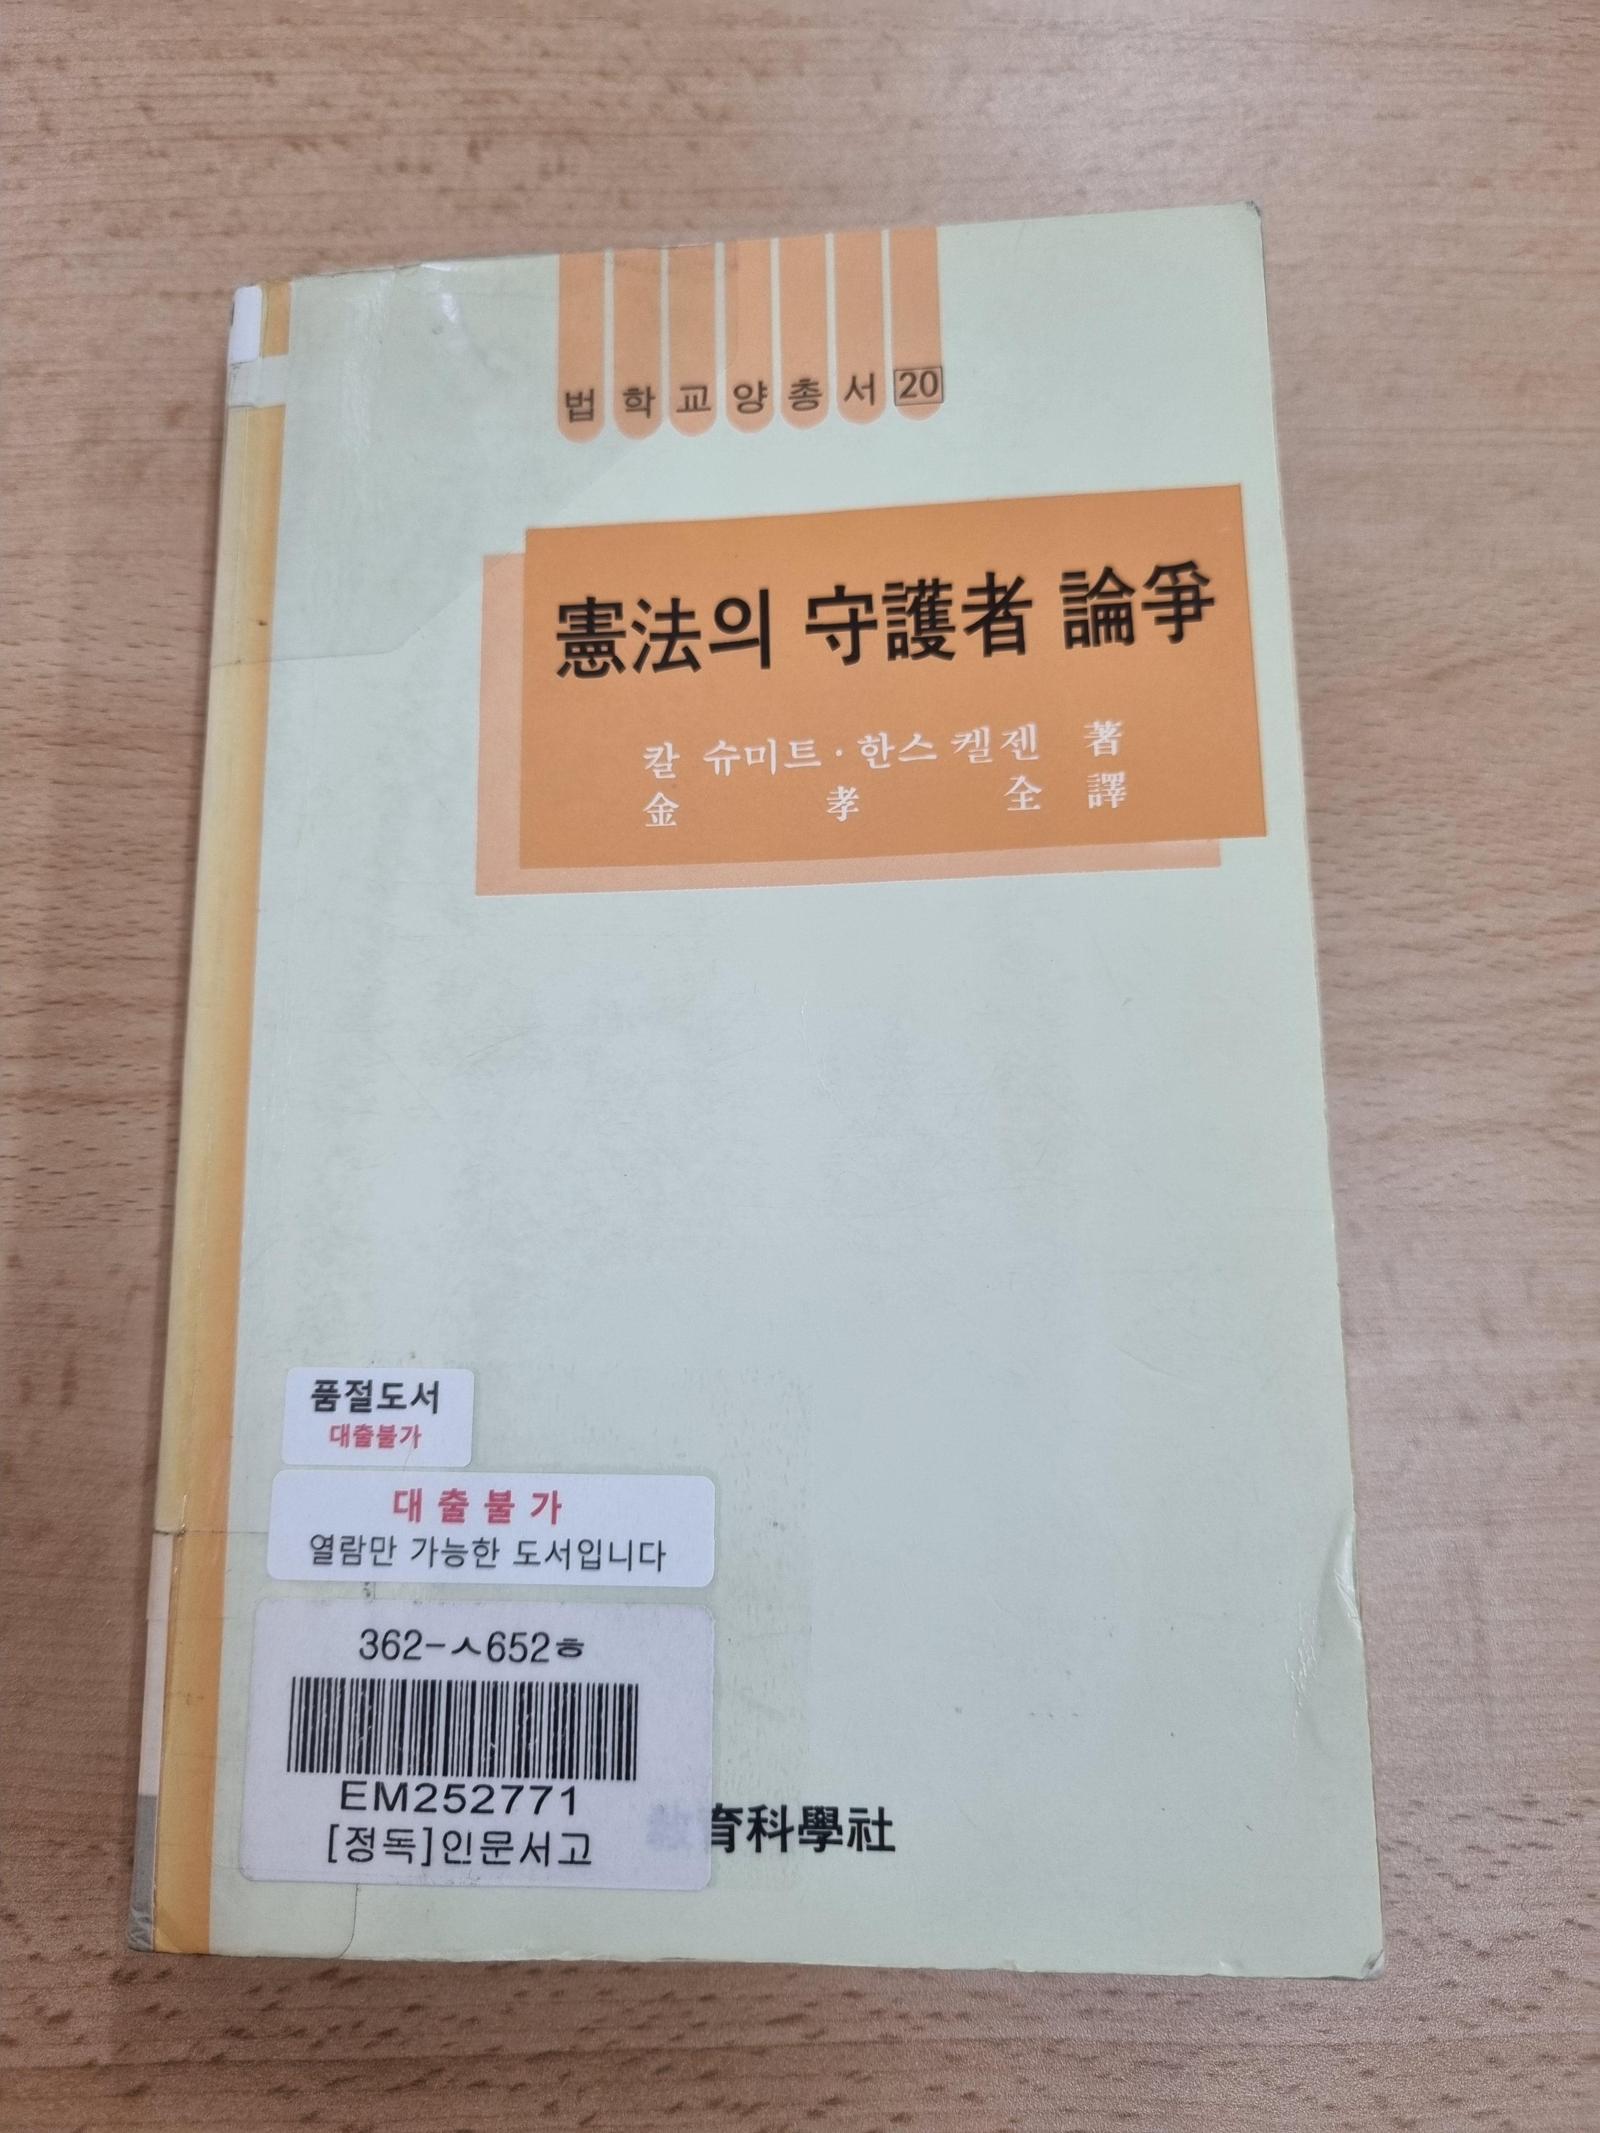 법학교양총서 20
憲法의 守護者 論爭
칼 슈미트·한스 켈젠 著
金孝全 譯
품절도서
대출불가
대출불가
열람만 가능한 도서입니다
362-ㅅ652ㅎ
EM252771
[정독]인문서고
教育科學社